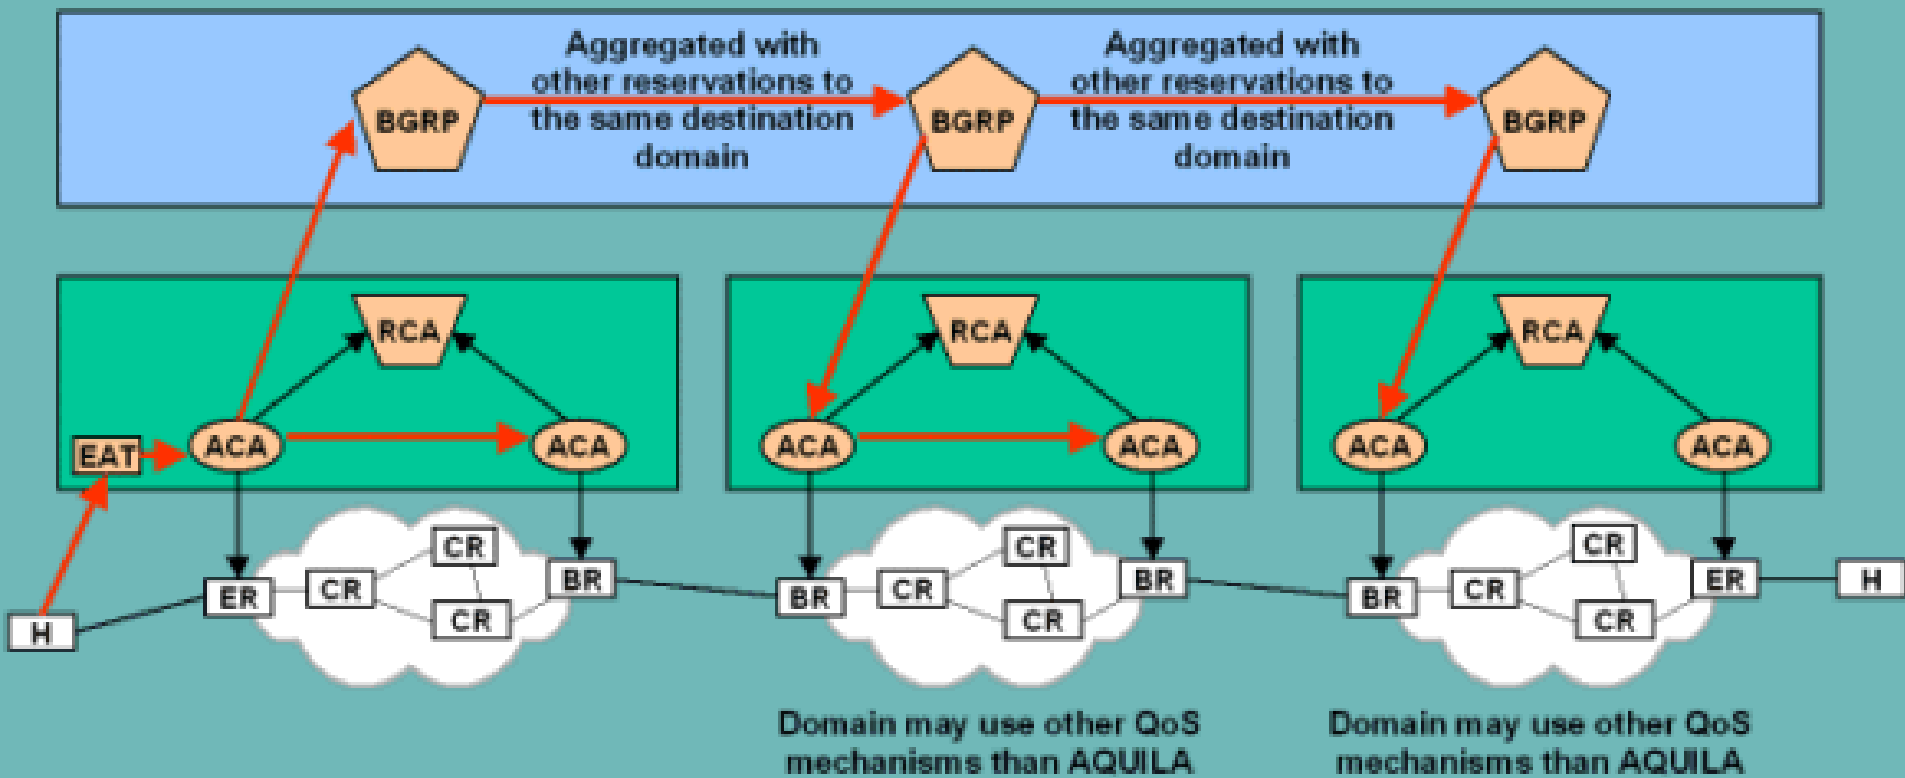 Aggregated with
other reservations to
the same destination
domain
Aggregated with
other reservations to
the same destination
domain
BGRP
BGRP
BGRP
RCA
RCA
RCA
EAT
ACA
ACA
ACA
ACA
ACA
ACA
H
ER
CR
CR
CR
BR
BR
CR
CR
CR
BR
BR
CR
CR
CR
ER
H
Domain may use other QoS
mechanisms than AQUILA
Domain may use other QoS
mechanisms than AQUILA